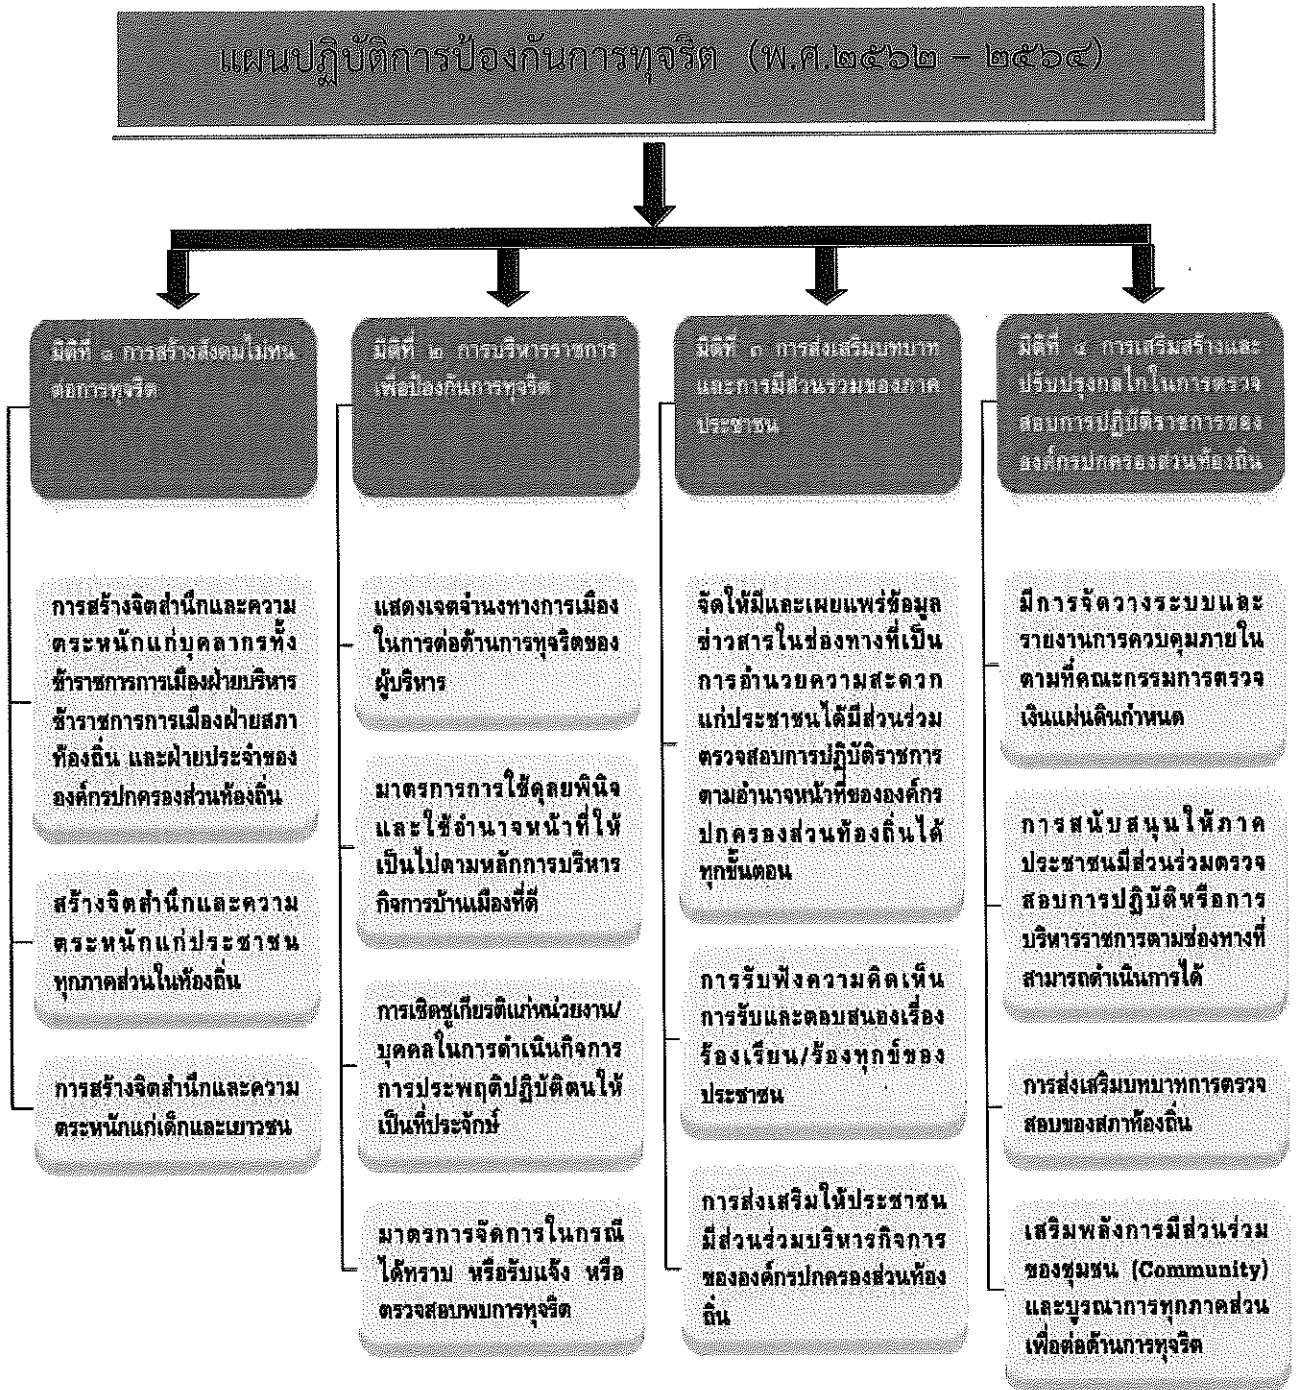 แผนปฏิบัติการป้องกันการทุจริต (พ.ศ.๒๕๖๒ – ๒๕๖๔)
มิติที่ ๑ การสร้างสังคมไม่ทน
ต่อการทุจริต
การสร้างจิตสำนึกและความ
ตระหนักแก่บุคลากรทั้ง
ข้าราชการการเมืองฝ่ายบริหาร
ข้าราชการการเมืองฝ่ายสภา
ท้องถิ่น และฝ่ายประจำของ
องค์กรปกครองส่วนท้องถิ่น
สร้างจิตสำนึกและความ
ตระหนักแก่ประชาชน
ทุกภาคส่วนในท้องถิ่น
การสร้างจิตสำนึกและความ
ตระหนักแก่เด็กและเยาวชน
มิติที่ ๒ การบริหารราชการ
เพื่อป้องกันการทุจริต
แสดงเจตจำนงทางการเมือง
ในการต่อต้านการทุจริตของ
ผู้บริหาร
มาตรการการใช้ดุลยพินิจ
และใช้อำนาจหน้าที่ให้
เป็นไปตามหลักการบริหาร
กิจการบ้านเมืองที่ดี
การเชิดชูเกียรติแก่หน่วยงาน/
บุคคลในการดำเนินกิจการ
การประพฤติปฏิบัติตนให้
เป็นที่ประจักษ์
มาตรการจัดการในกรณี
ได้ทราบ หรือรับแจ้ง หรือ
ตรวจสอบพบการทุจริต
มิติที่ ๓ การส่งเสริมบทบาท
และการมีส่วนร่วมของภาค
ประชาชน
จัดให้มีและเผยแพร่ข้อมูล
ข่าวสารในช่องทางที่เป็น
การอำนวยความสะดวก
แก่ประชาชนได้มีส่วนร่วม
ตรวจสอบการปฏิบัติราชการ
ตามอำนาจหน้าที่ขององค์กร
ปกครองส่วนท้องถิ่นได้
ทุกขั้นตอน
การรับฟังความคิดเห็น
การรับและตอบสนองเรื่อง
ร้องเรียน/ร้องทุกข์ของ
ประชาชน
การส่งเสริมให้ประชาชน
มีส่วนร่วมบริหารกิจการ
ขององค์กรปกครองส่วนท้อง
ถิ่น
มิติที่ ๔ การเสริมสร้างและ
ปรับปรุงกลไกในการตรวจ
สอบการปฏิบัติราชการของ
องค์กรปกครองส่วนท้องถิ่น
มีการจัดวางระบบและ
รายงานการควบคุมภายใน
ตามที่คณะกรรมการตรวจ
เงินแผ่นดินกำหนด
การสนับสนุนให้ภาค
ประชาชนมีส่วนร่วมตรวจ
สอบการปฏิบัติหรือการ
บริหารราชการตามช่องทางที่
สามารถดำเนินการได้
การส่งเสริมบทบาทการตรวจ
สอบของสภาท้องถิ่น
เสริมพลังการมีส่วนร่วม
ของชุมชน (Community)
และบูรณาการทุกภาคส่วน
เพื่อต่อต้านการทุจริต